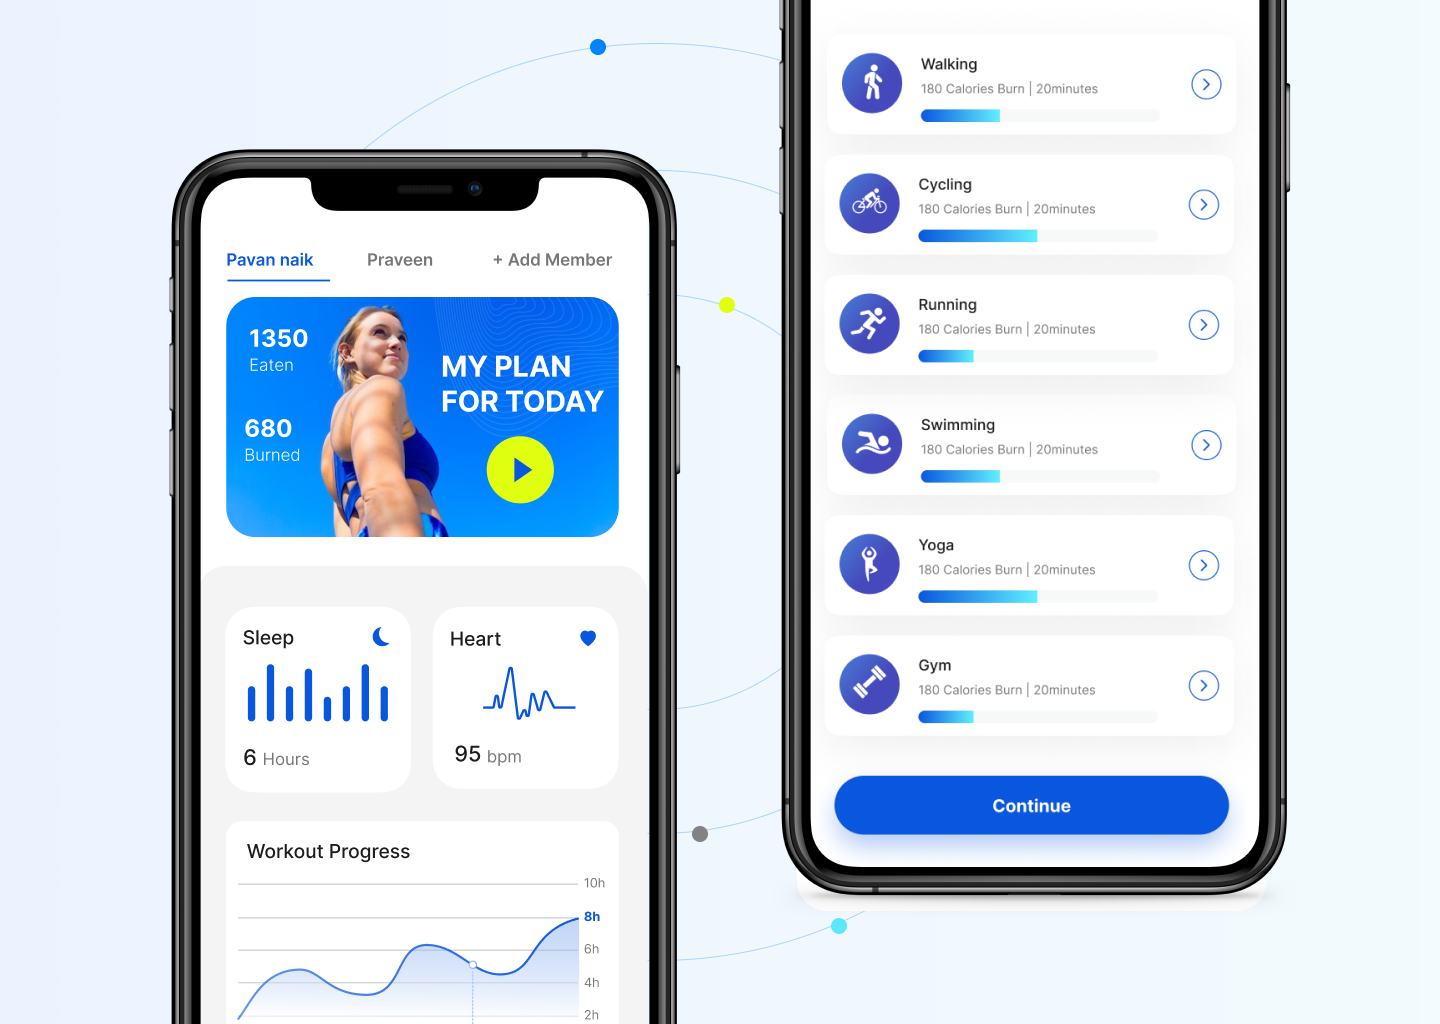 Pavan naik
Praveen
+ Add Member
1350
Eaten
680
Burned
MY PLAN
FOR TODAY
Sleep
6 Hours
Heart
95 bpm
Workout Progress
10h
8h
6h
4h
2h
Walking
180 Calories Burn | 20minutes
Cycling
180 Calories Burn | 20minutes
Running
180 Calories Burn | 20minutes
Swimming
180 Calories Burn | 20minutes
Yoga
180 Calories Burn | 20minutes
Gym
180 Calories Burn | 20minutes
Continue